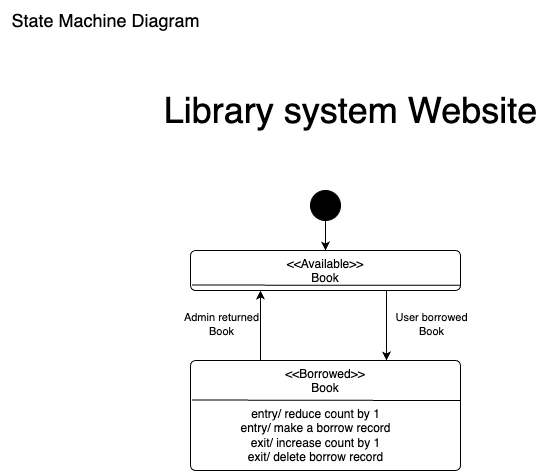 State Machine Diagram
Library system Website
<<Available>>
Book
Admin returned
Book
User borrowed
Book
<<Borrowed>>
Book
entry/ reduce count by 1
entry/ make a borrow record
exit/ increase count by 1
exit/ delete borrow record